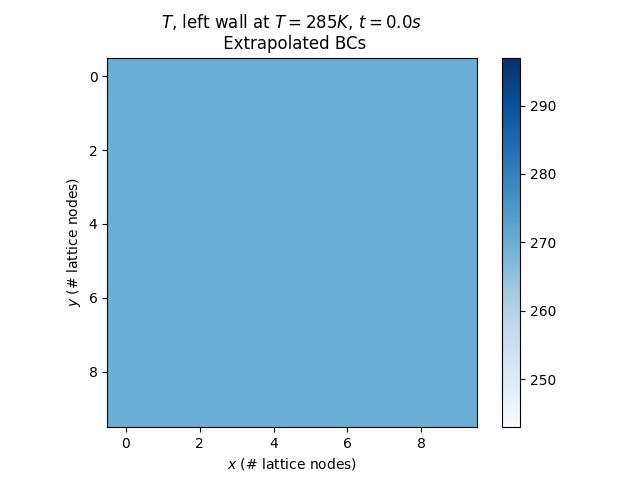 T, left wall at T = 285K, t = 0.0s
Extrapolated BCs
0
2
4
6
8
y (# lattice nodes)
0 2 4 6 8
x (# lattice nodes)
290
280
270
260
250